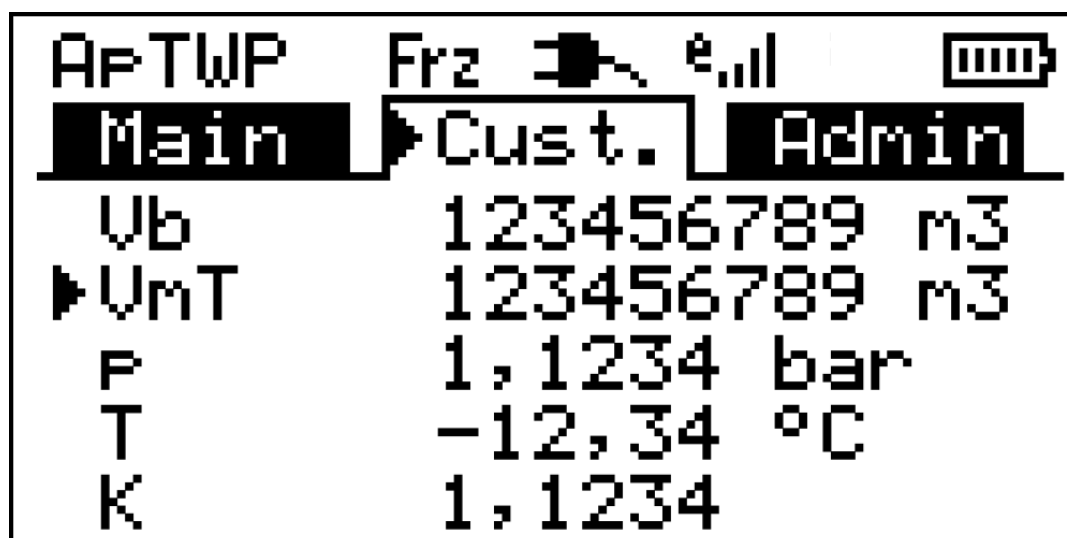 ApTWP Frz e
Main Cust. Admin
Vb 123456789 m3
VmT 123456789 m3
p 1,1234 bar
T -12,34 °C
K 1,1234